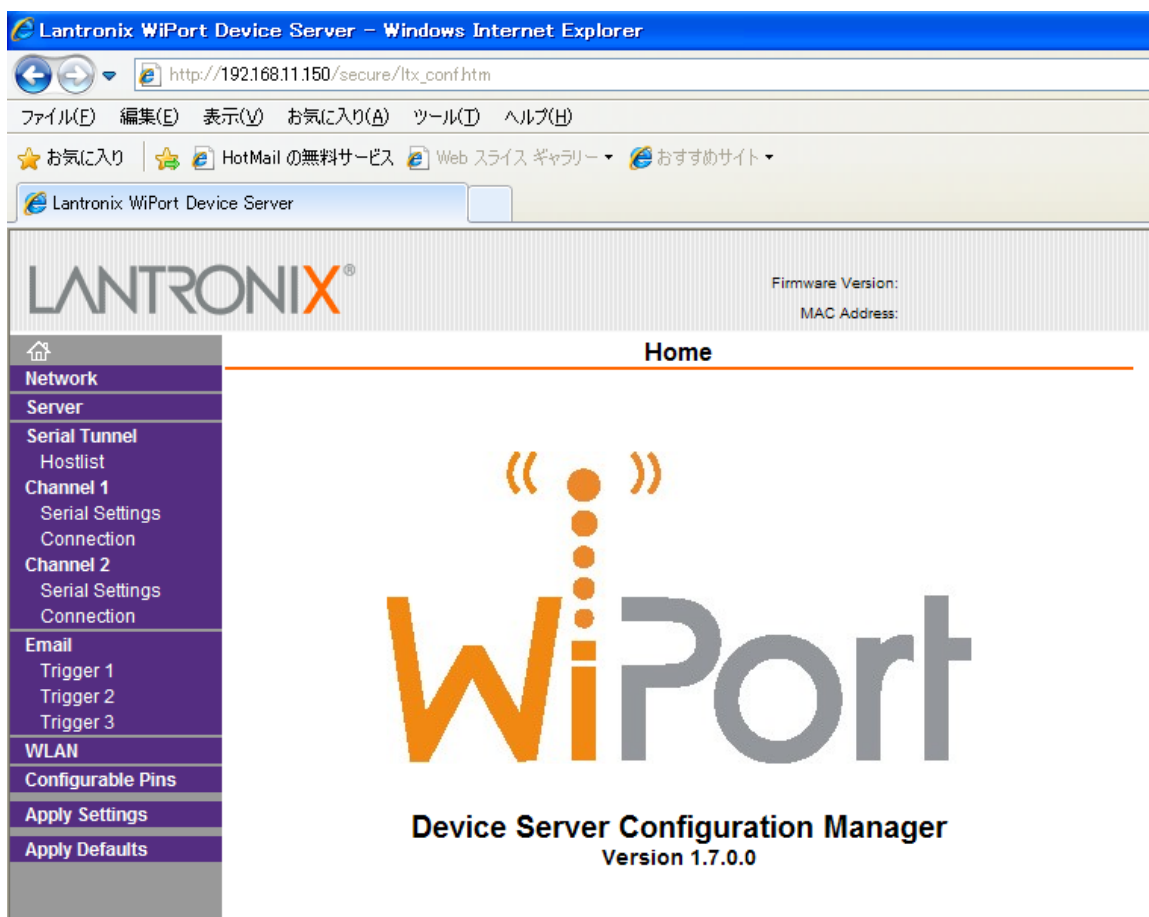 Lantronix WiPort Device Server - Windows Internet Explorer
http://192.168.11.150/secure/ltx_conf.htm
ファイル(F) 編集(E) 表示(V) お気に入り(A) ツール(T) ヘルプ(H)
お気に入り HotMail の無料サービス Web スライス ギャラリー おすすめサイト
Lantronix WiPort Device Server
LANTRONIX®
Firmware Version:
MAC Address:
Home
Network
Server
Serial Tunnel
Hostlist
Channel 1
Serial Settings
Connection
Channel 2
Serial Settings
Connection
Email
Trigger 1
Trigger 2
Trigger 3
WLAN
Configurable Pins
Apply Settings
Apply Defaults
WiPort
Device Server Configuration Manager
Version 1.7.0.0